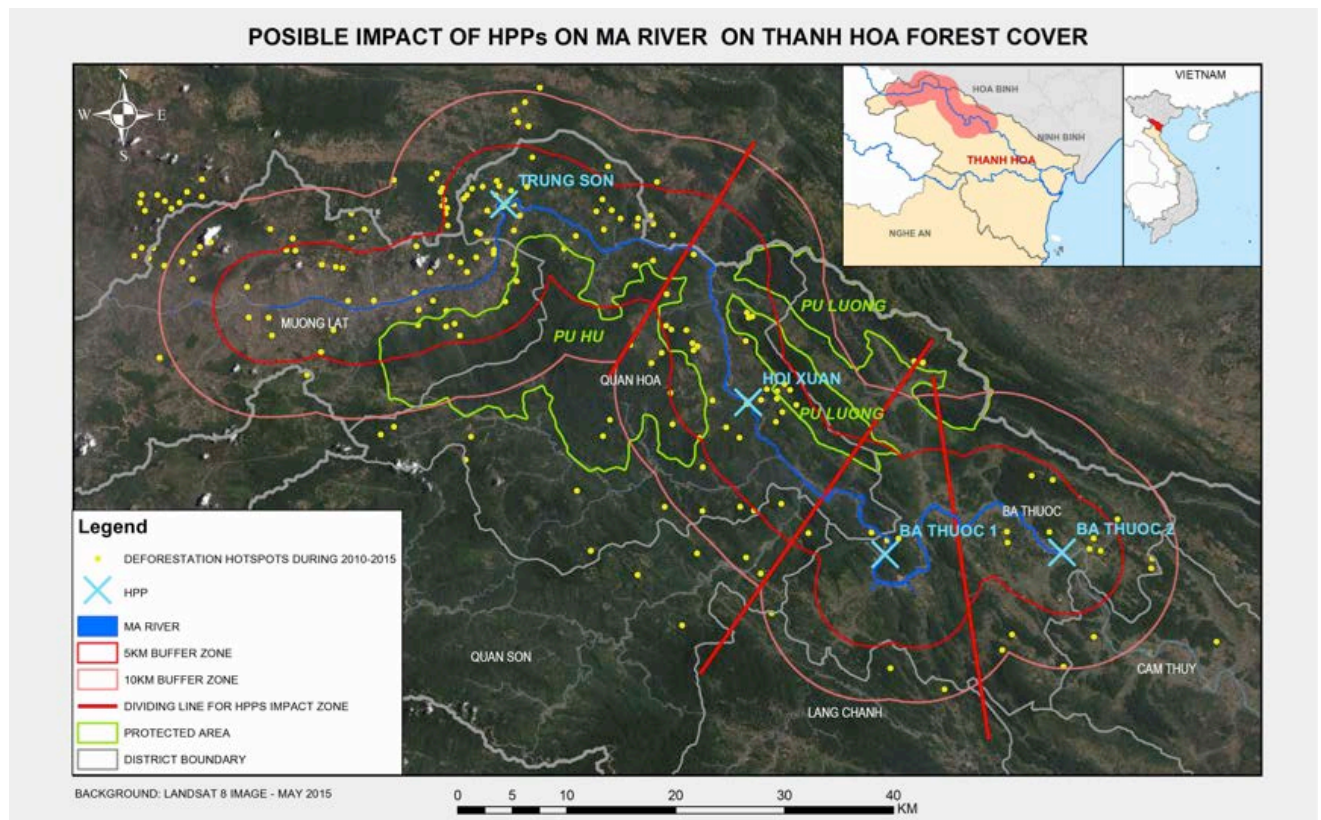 POSIBLE IMPACT OF HPPs ON MA RIVER ON THANH HOA FOREST COVER
N
W E
S
VIETNAM
HOA BINH
NINH BINH
THANH HOA
NGHE AN
TRUNG SON
MUONG LAT
PU HU
PU LUONG
QUAN HOA
HOI XUAN
PU LUONG
BA THUOC
BA THUOC 1
BA THUOC 2
QUAN SON
CAM THUY
LANG CHANH
Legend
DEFORESTATION HOTSPOTS DURING 2010-2015
HPP
MA RIVER
5KM BUFFER ZONE
10KM BUFFER ZONE
DIVIDING LINE FOR HPPS IMPACT ZONE
PROTECTED AREA
DISTRICT BOUNDARY
BACKGROUND: LANDSAT 8 IMAGE - MAY 2015
0 5 10 20 30 40
KM